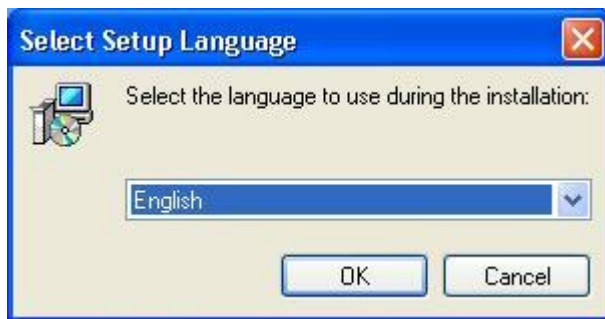 Select Setup Language
Select the language to use during the installation:
English
OK
Cancel